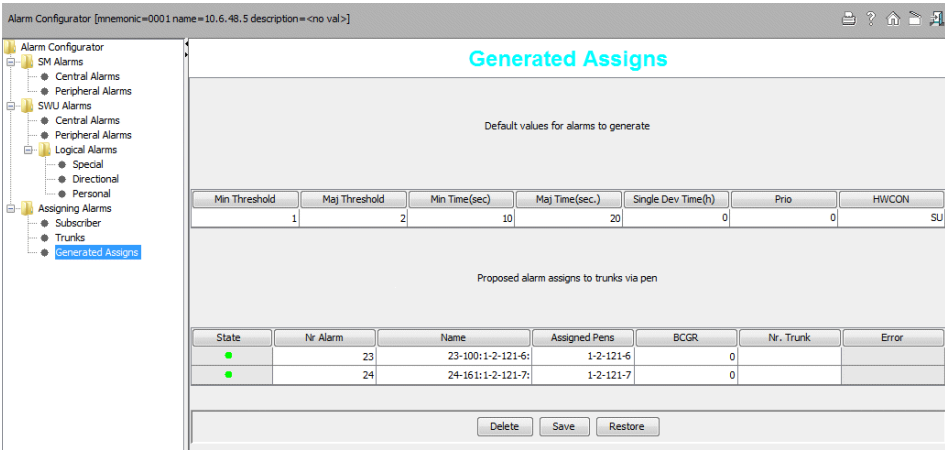 Alarm Configurator [mnemonic=0001 name=10.6.48.5 description=<no val>]
Alarm Configurator
SM Alarms
Central Alarms
Peripheral Alarms
SWU Alarms
Central Alarms
Peripheral Alarms
Logical Alarms
Special
Directional
Personal
Assigning Alarms
Subscriber
Trunks
Generated Assigns
Generated Assigns
Default values for alarms to generate
Min Threshold Maj Threshold Min Time(sec) Maj Time(sec.) Single Dev Time(h) Prio HWCON
1 2 10 20 0 0 SU
Proposed alarm assigns to trunks via pen
State Nr Alarm Name Assigned Pens BCGR Nr. Trunk Error
23 23-100:1-2-121-6: 1-2-121-6 0
24 24-161:1-2-121-7: 1-2-121-7 0
Delete Save Restore